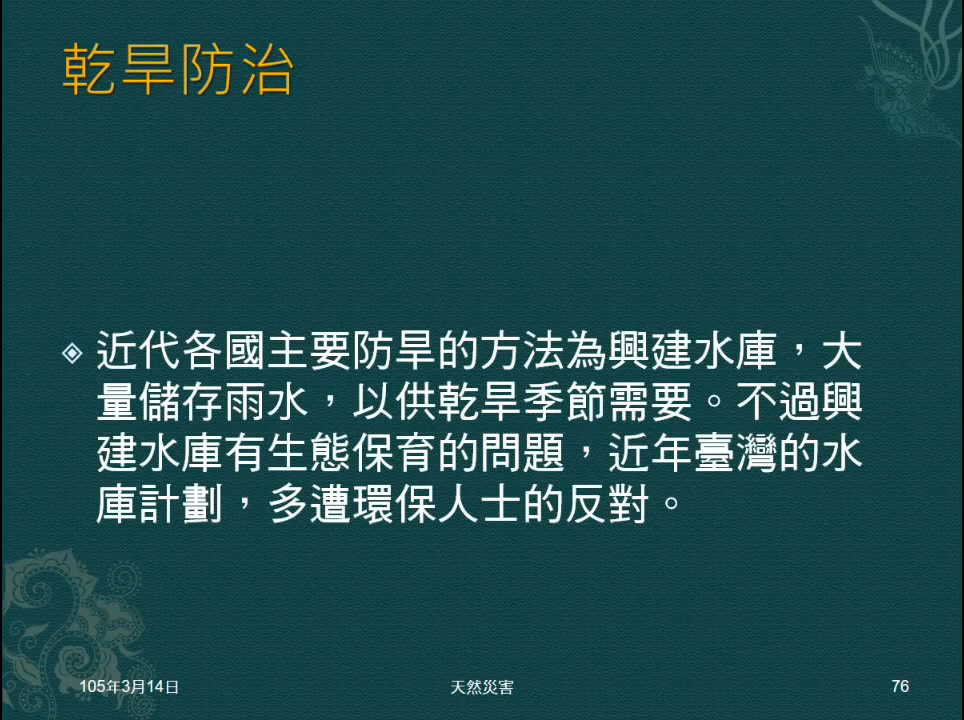 乾旱防治
近代各國主要防旱的方法為興建水庫，大
量儲存雨水，以供乾旱季節需要。不過興
建水庫有生態保育的問題，近年臺灣的水
庫計劃，多遭環保人士的反對。
105年3月14日
天然災害
76